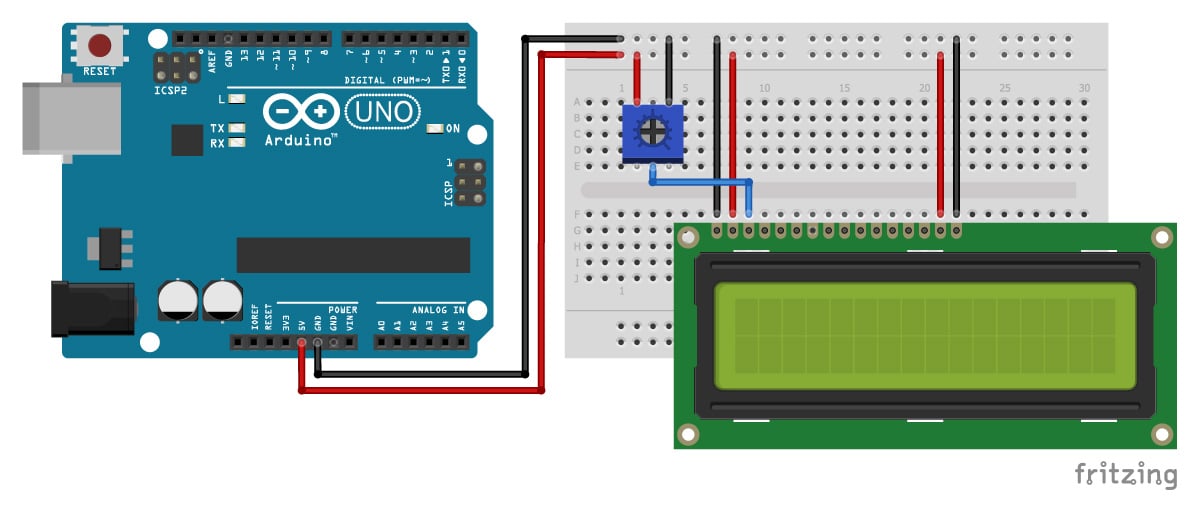 RESET
ICSP2
AREF
GND
13
12
~11
~10
~9
8
7
~6
~5
4
~3
2
TX0▶1
RX0◀0
DIGITAL (PWM=~)
L
TX
RX
UNO
Arduino™
ON
1
ICSP
IOREF
RESET
3V3
5V
GND
GND
VIN
POWER
ANALOG IN
A0
A1
A2
A3
A4
A5
1 5 10 15 20 25 30
A
B
C
D
E
F
G
H
I
J
A
B
C
D
E
F
1
fritzing